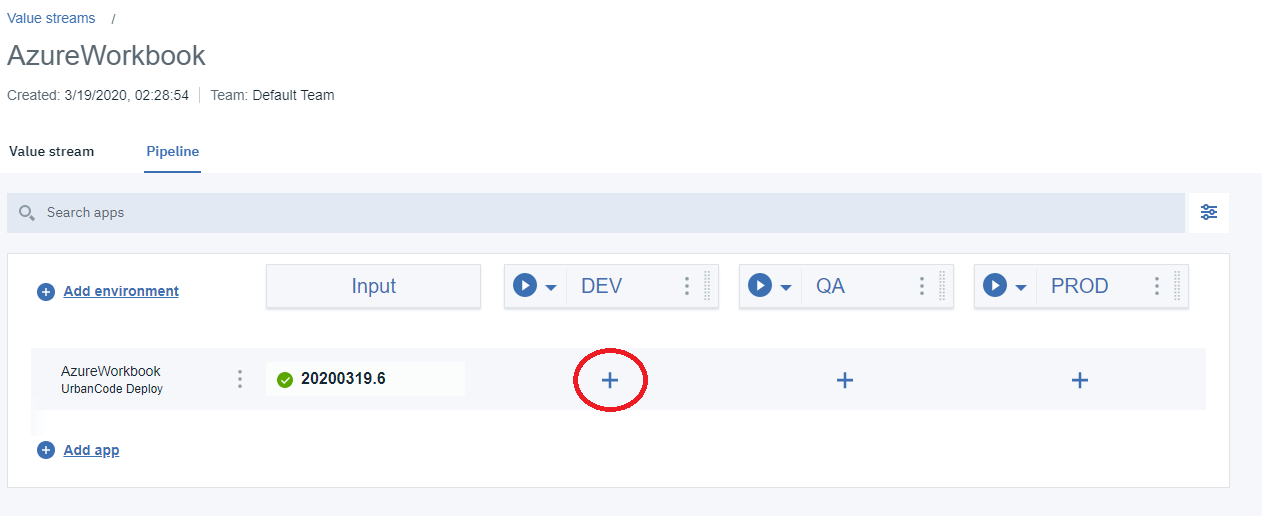 Value streams /
AzureWorkbook
Created: 3/19/2020, 02:28:54 Team: Default Team
Value stream Pipeline
Search apps
Add environment Input DEV QA PROD
AzureWorkbook
UrbanCode Deploy
20200319.6
Add app